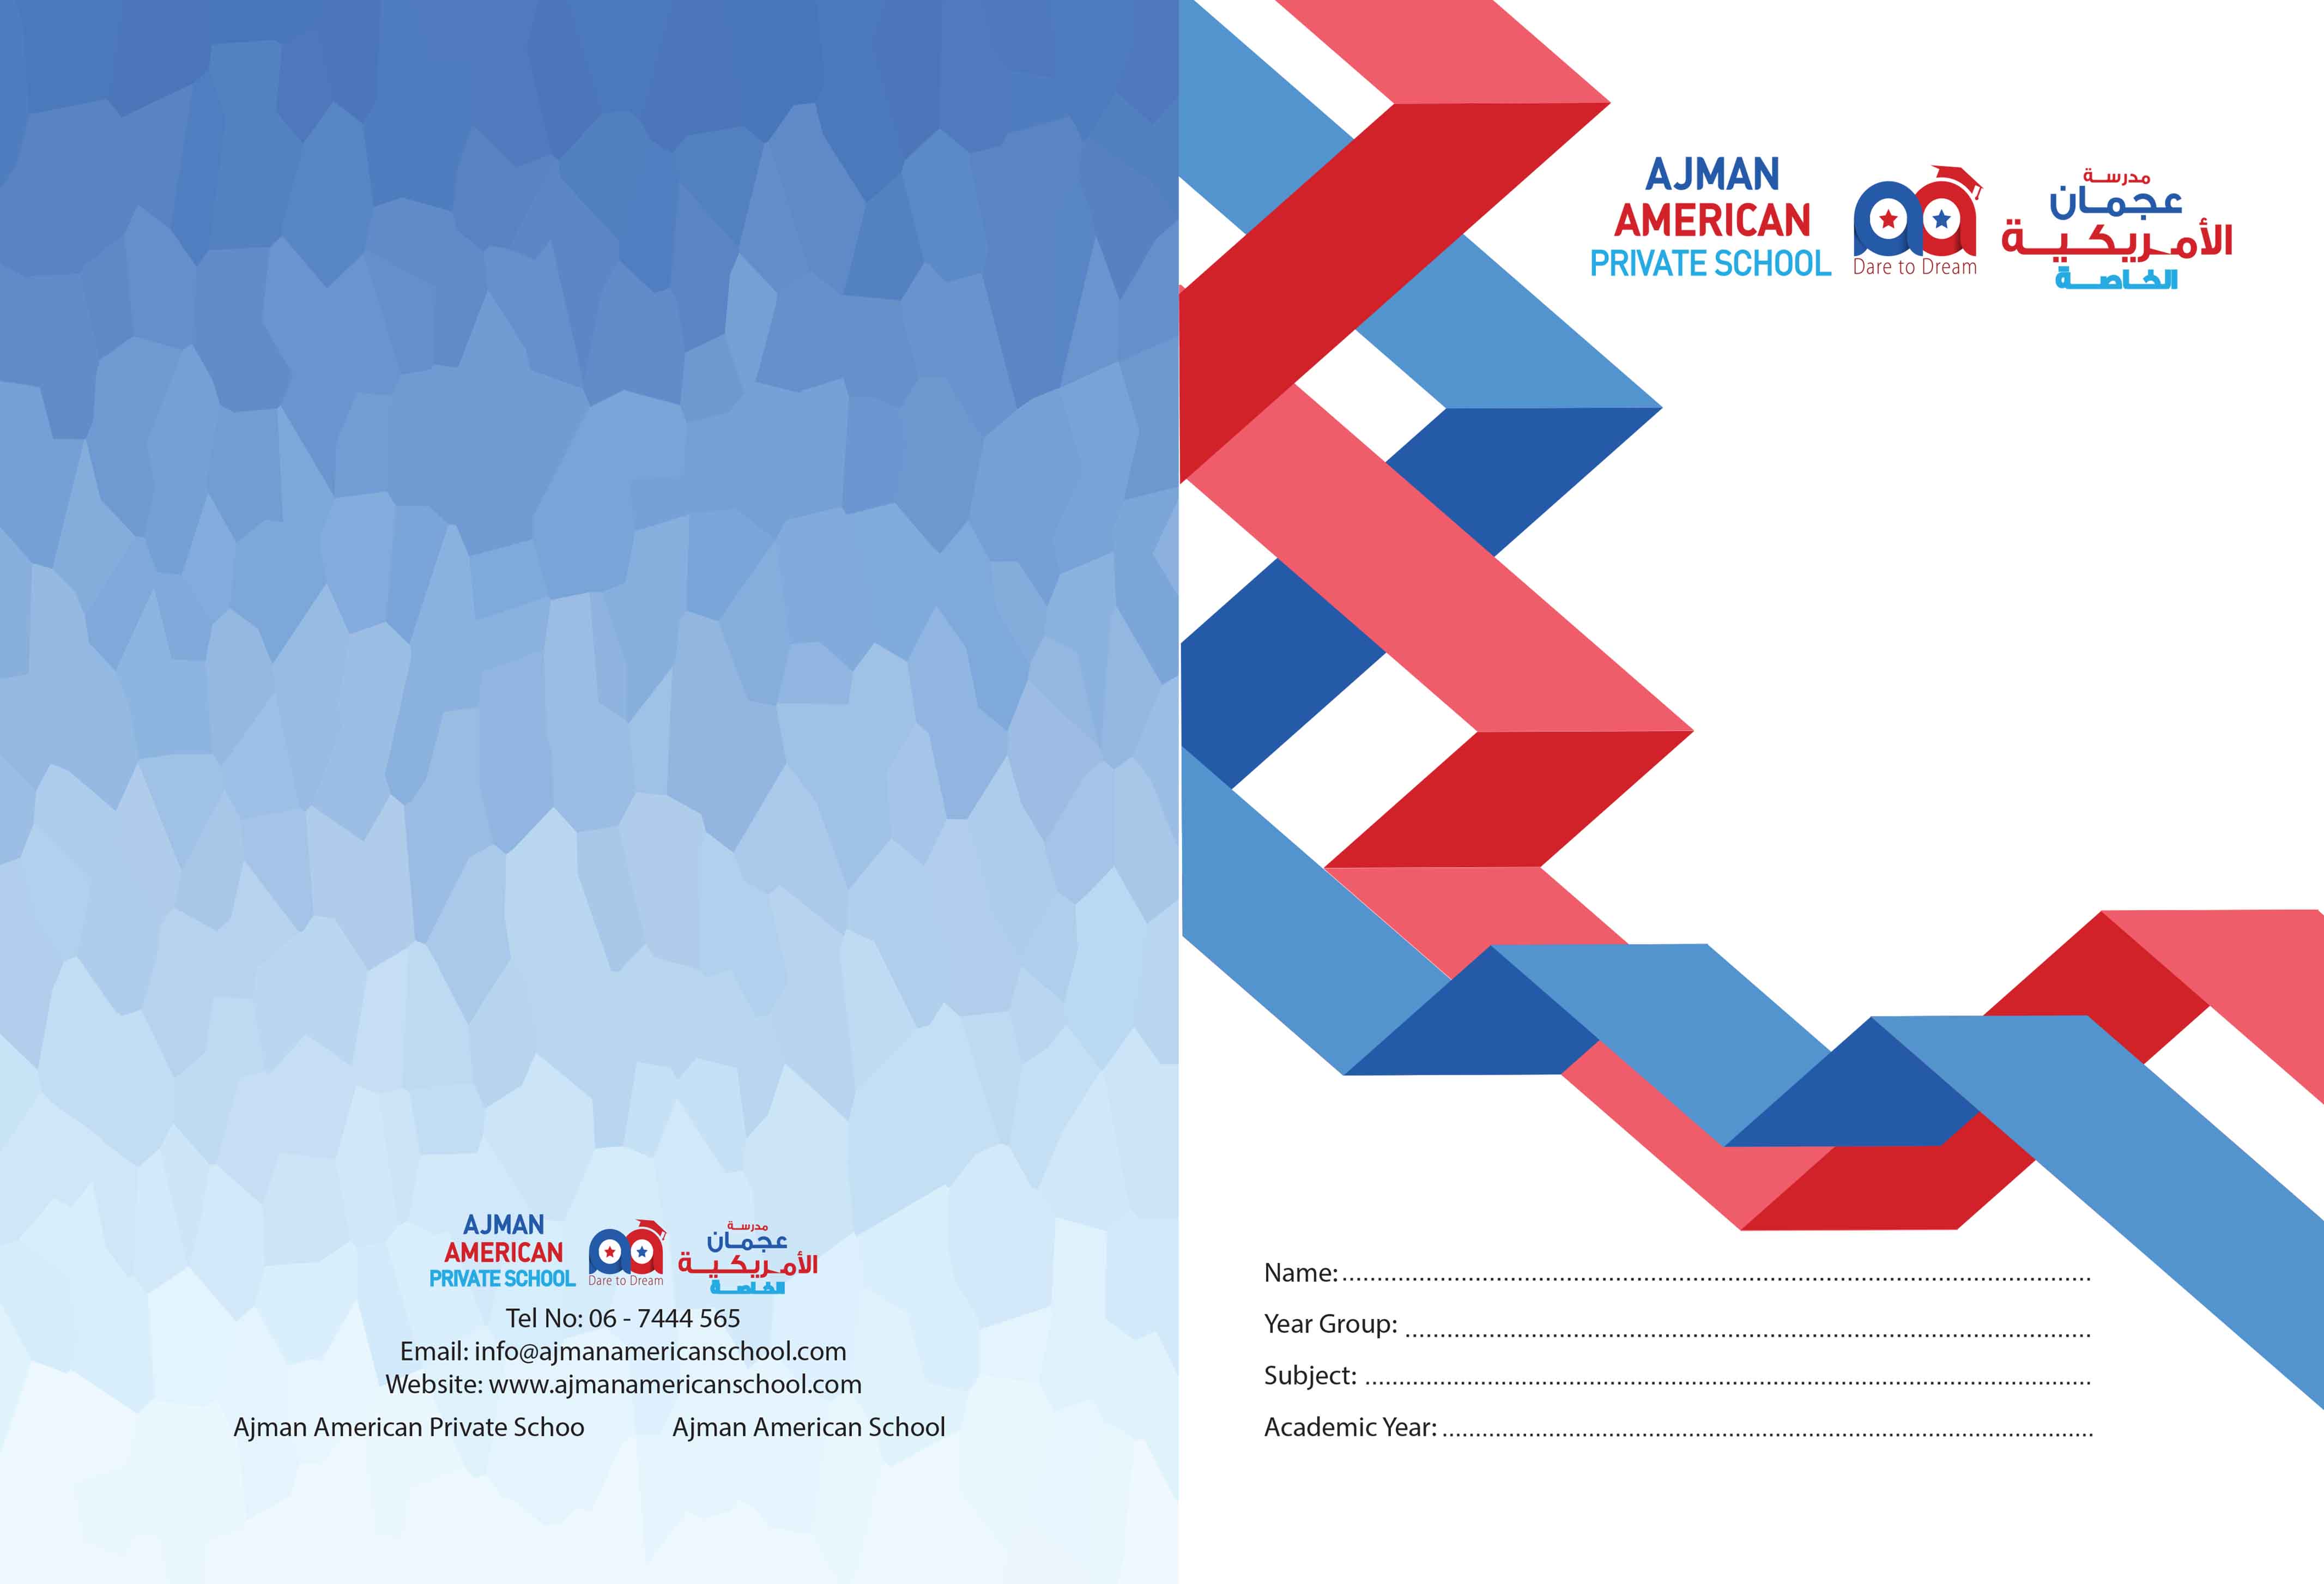 AJMAN
AMERICAN
PRIVATE SCHOOL
Dare to Dream
مدرسة
عجمان
الأمريكية
الخاصة
Tel No: 06 - 7444 565
Email: info@ajmanamericanschool.com
Website: www.ajmanamericanschool.com
Ajman American Private Schoo
Ajman American School
AJMAN
AMERICAN
PRIVATE SCHOOL
Dare to Dream
مدرسة
عجمان
الأمريكية
الخاصة
Name:
Year Group:
Subject:
Academic Year: